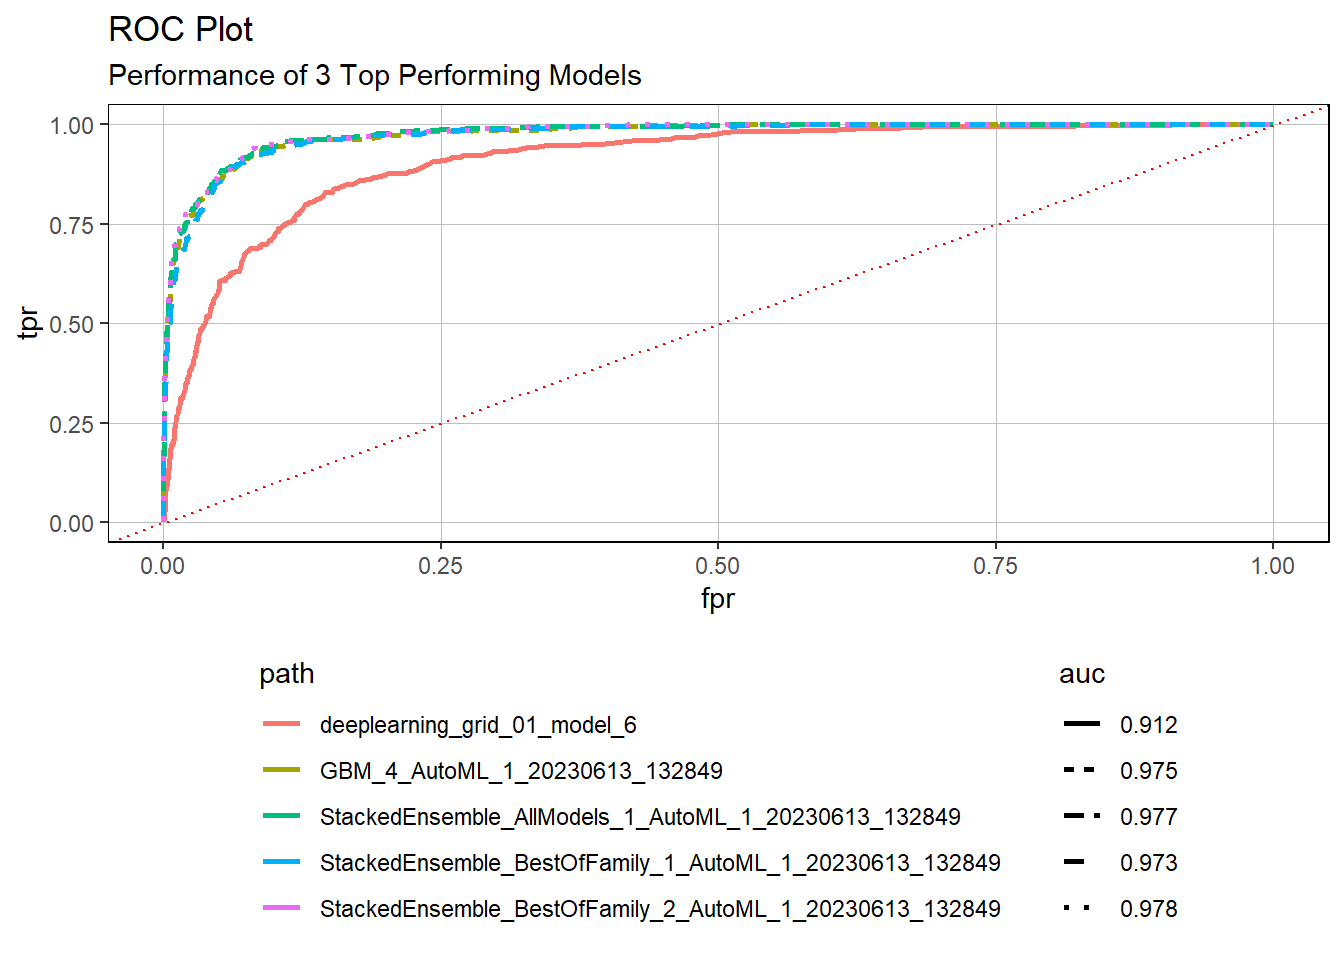 ROC Plot
Performance of 3 Top Performing Models
1.00
0.75
0.50
0.25
0.00
tpr
0.00 0.25 0.50 0.75 1.00
fpr
path
deeplearning_grid_01_model_6
GBM_4_AutoML_1_20230613_132849
StackedEnsemble_AllModels_1_AutoML_1_20230613_132849
StackedEnsemble_BestOfFamily_1_AutoML_1_20230613_132849
StackedEnsemble_BestOfFamily_2_AutoML_1_20230613_132849
auc
0.912
0.975
0.977
0.973
0.978